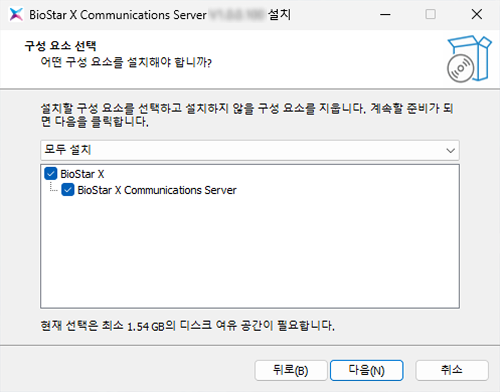 BioStar X Communications Server 설치
구성 요소 선택
어떤 구성 요소를 설치해야 합니까?
설치할 구성 요소를 선택하고 설치하지 않을 구성 요소를 지웁니다. 계속할 준비가 되
면 다음을 클릭합니다.
모두 설치
BioStar X
BioStar X Communications Server
현재 선택은 최소 1.54 GB의 디스크 여유 공간이 필요합니다.
뒤로(B)
다음(N)
취소